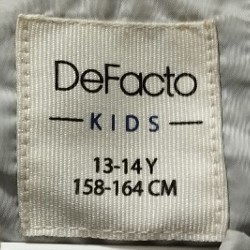 DeFacto
KIDS
13-14 Y
158-164 CM